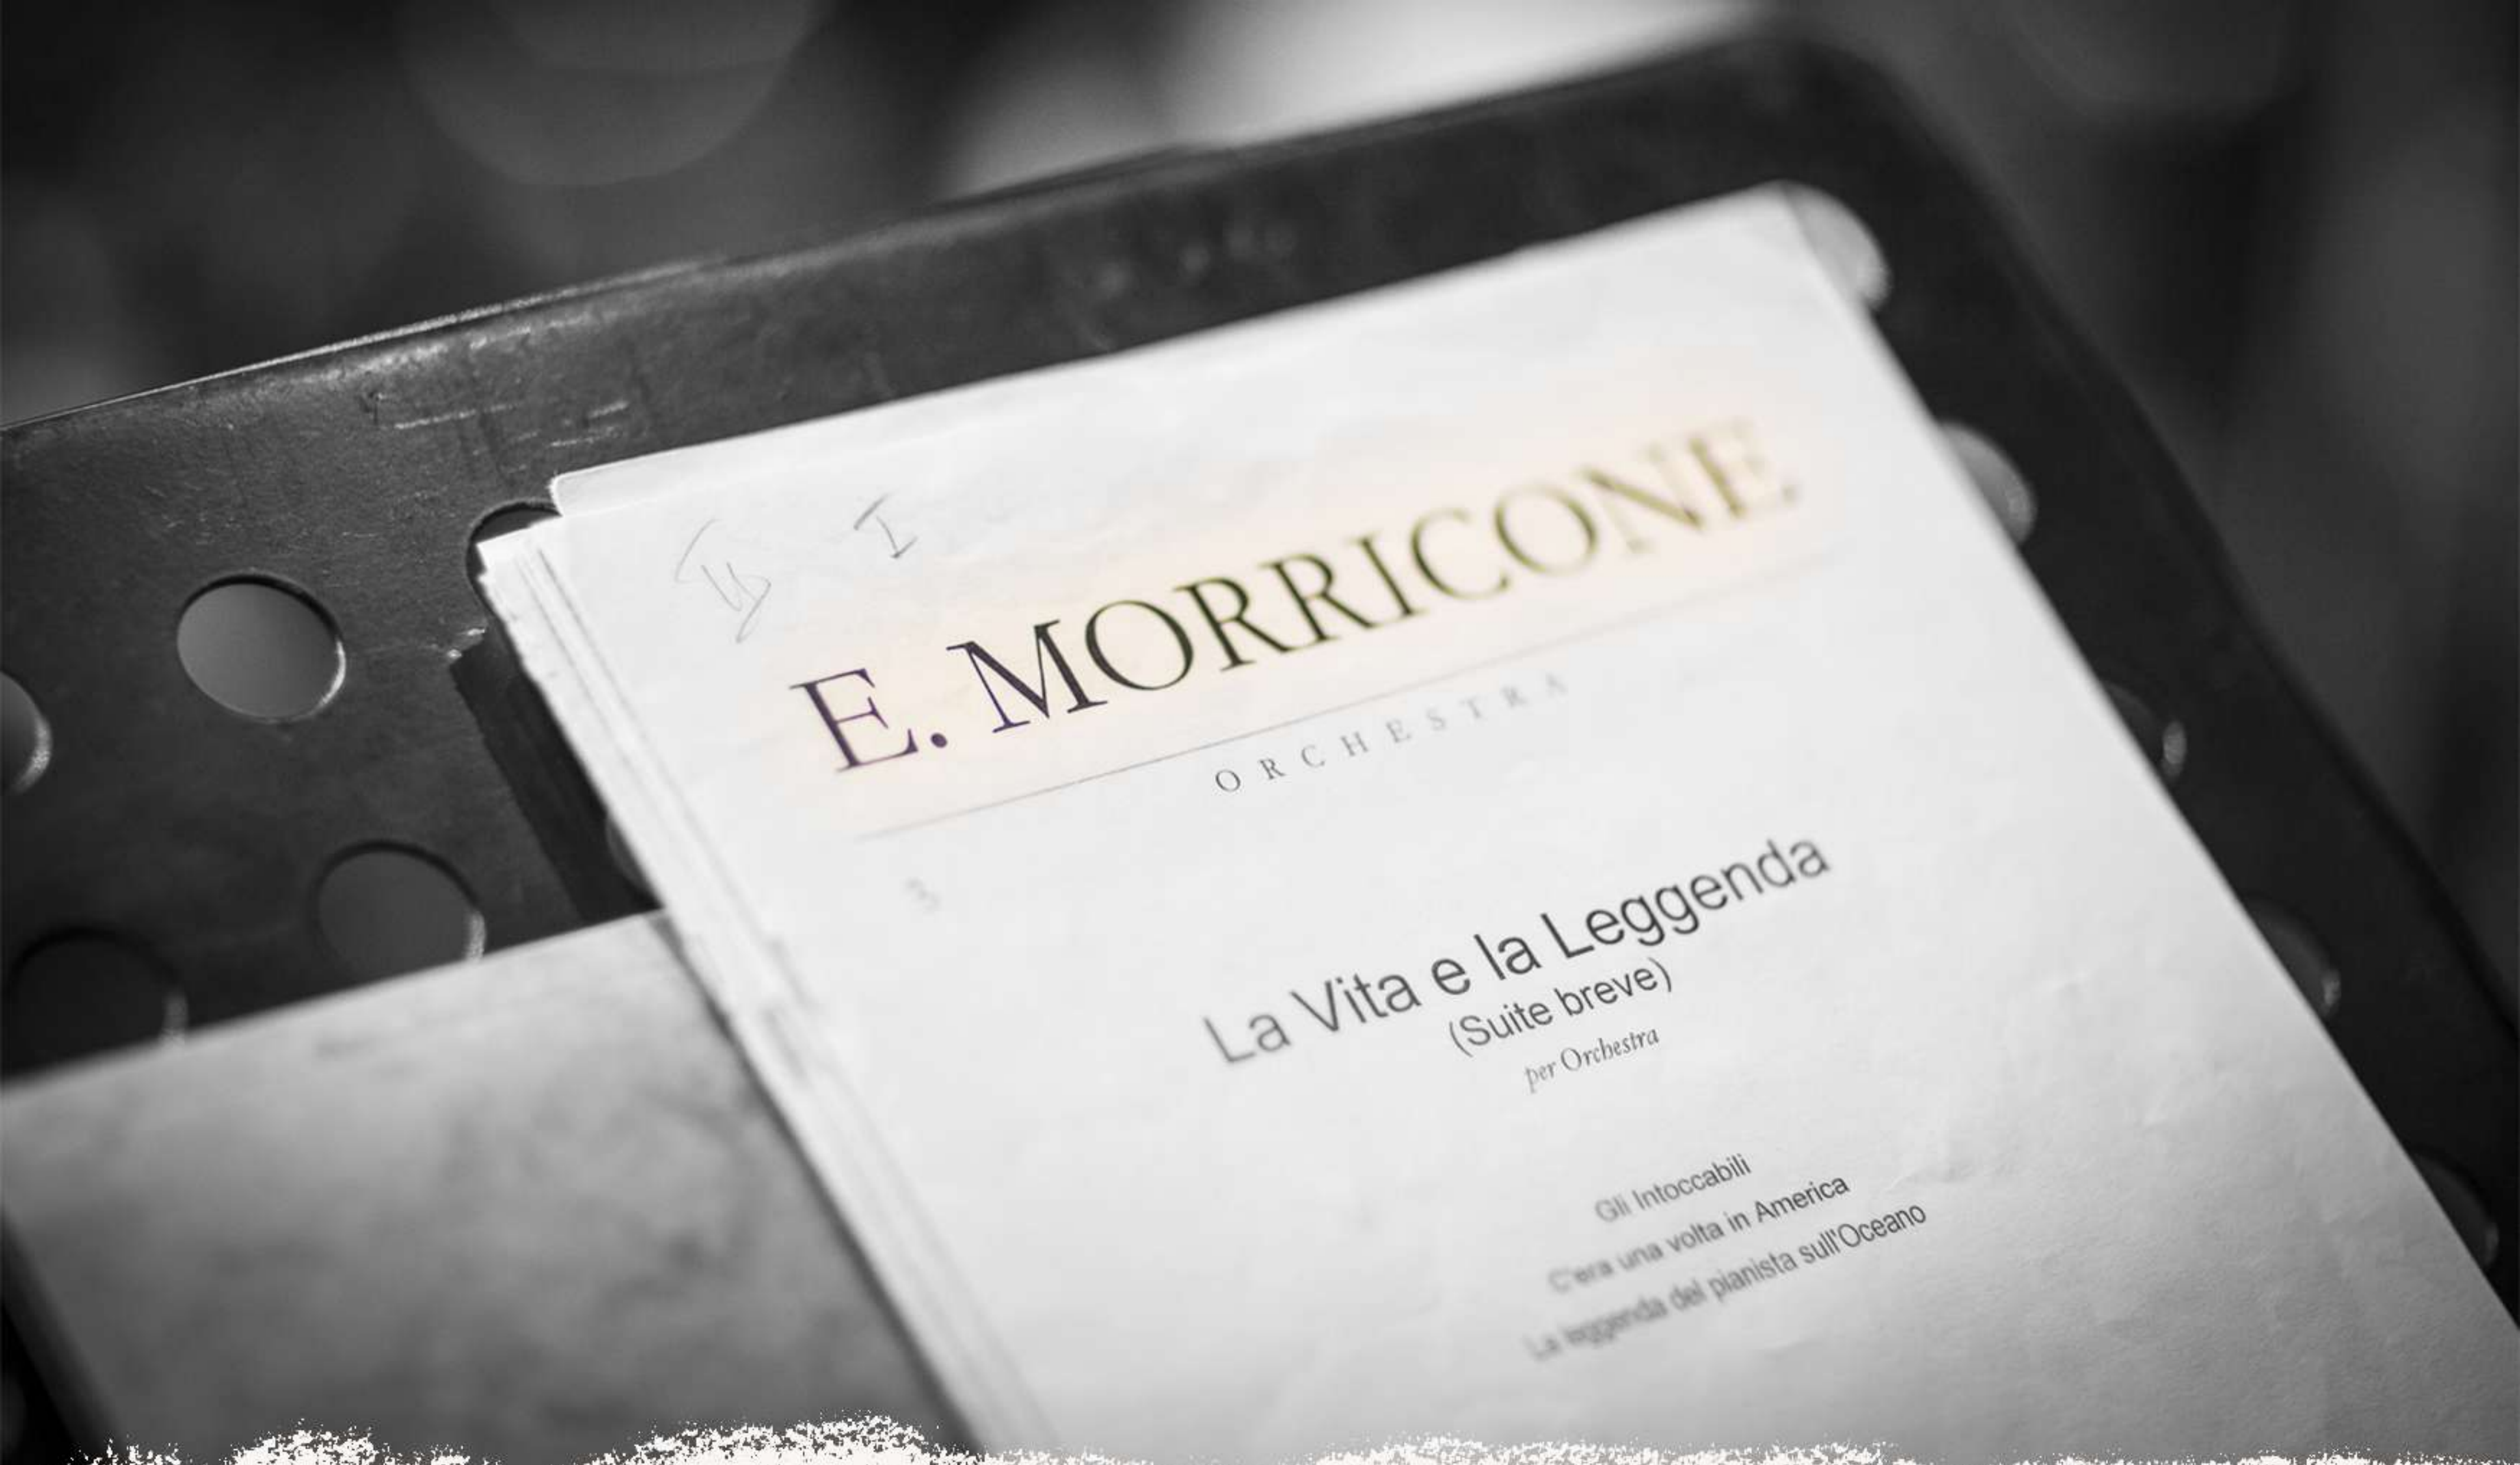 I
E. MORRICONE
ORCHESTRA
3
La Vita e la Leggenda
(Suite breve)
per Orchestra
Gli Intoccabili
C'era una volta in America
La leggenda del pianista sull'Oceano